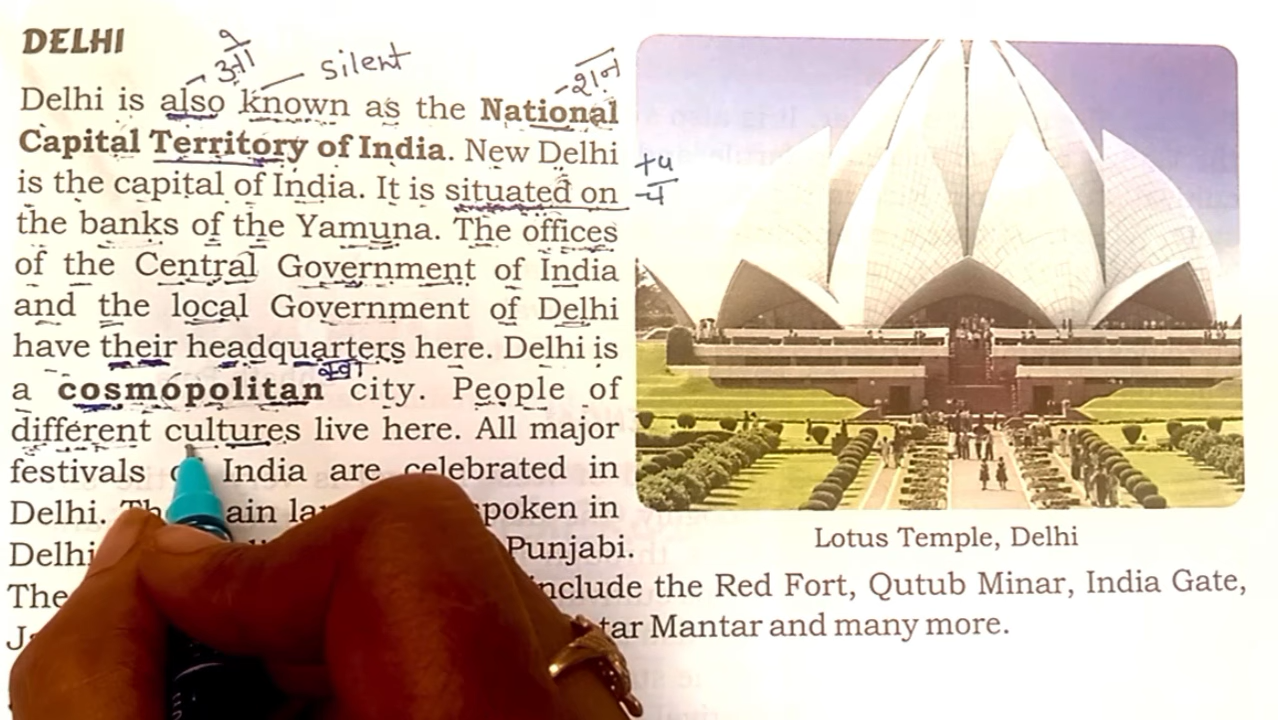 DELHI
silent
शन
Delhi is also known as the National
Capital Territory of India. New Delhi
is the capital of India. It is situated on
the banks of the Yamuna. The offices
of the Central Government of India
and the local Government of Delhi
have their headquarters here. Delhi is
a cosmopolitan city. People of
different cultures live here. All major
festivals India are celebrated in
Delhi. spoken in
Delhi Punjabi.
The include the Red Fort, Qutub Minar, India Gate,
Mantar and many more.
Lotus Temple, Delhi